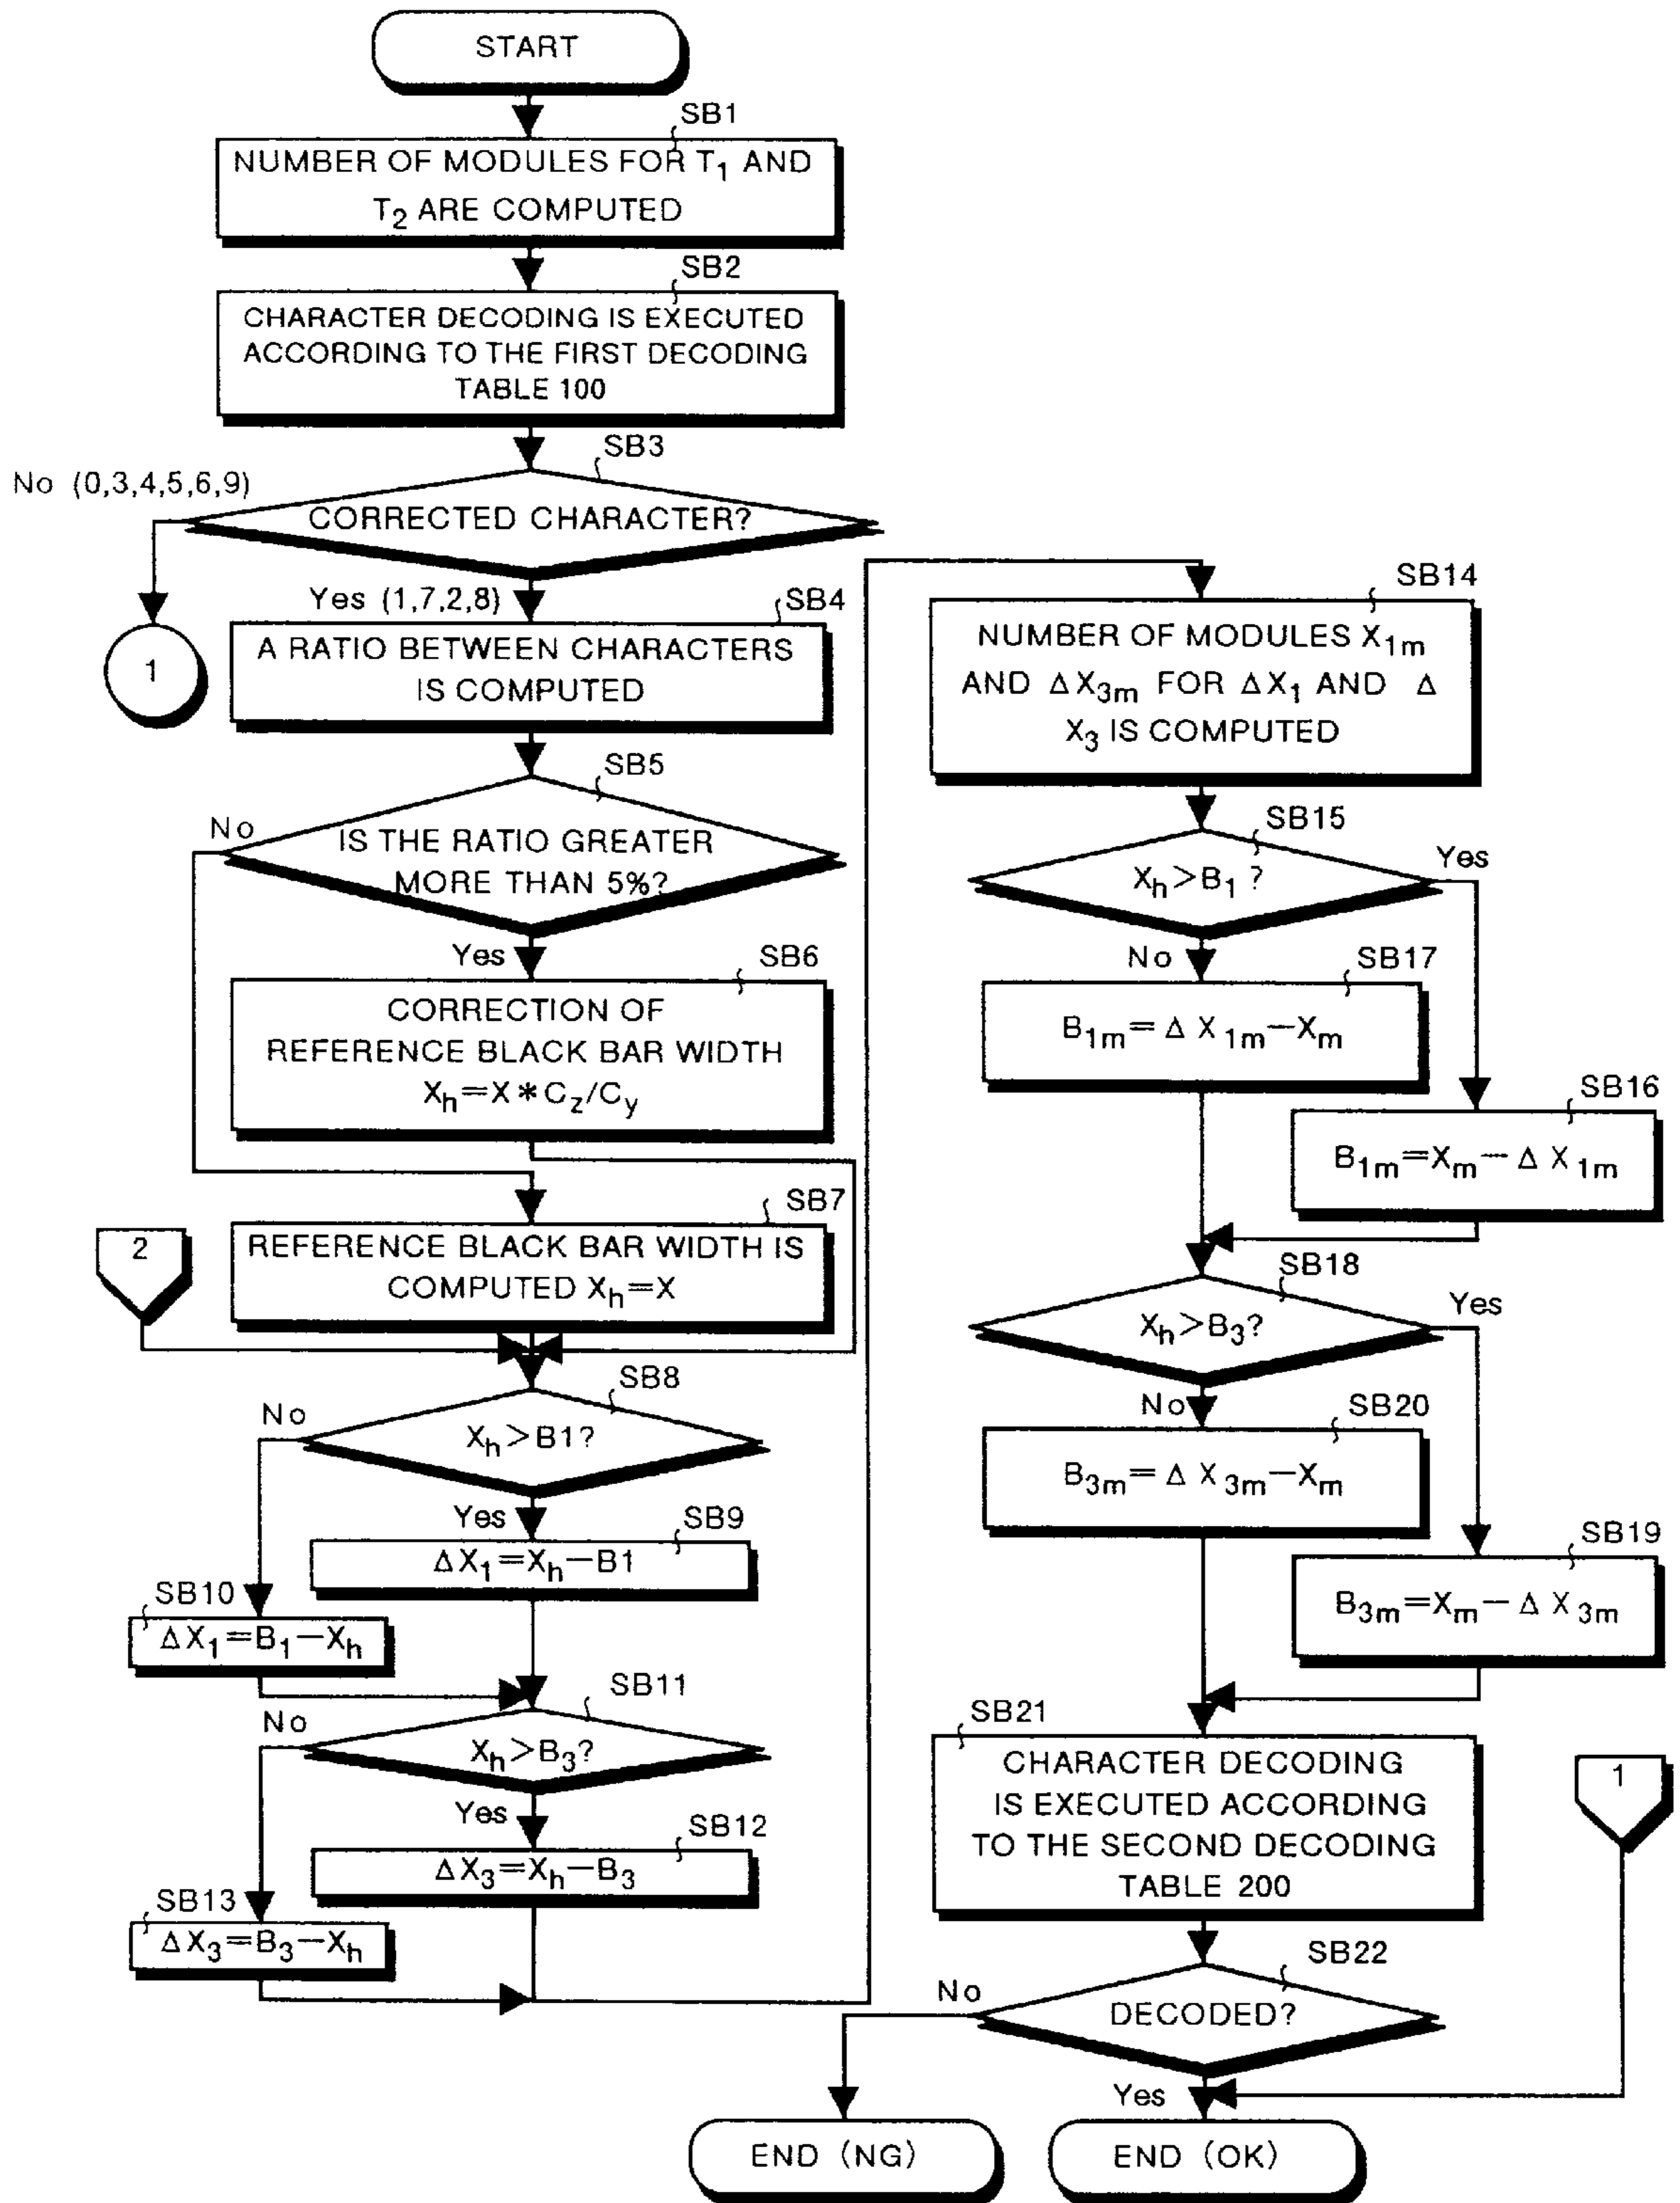 START
SB1
NUMBER OF MODULES FOR T₁ AND
T₂ ARE COMPUTED
SB2
CHARACTER DECODING IS EXECUTED
ACCORDING TO THE FIRST DECODING
TABLE 100
SB3
No (0,3,4,5,6,9)
CORRECTED CHARACTER?
1
Yes (1,7,2,8)
SB4
A RATIO BETWEEN CHARACTERS
IS COMPUTED
SB5
No
IS THE RATIO GREATER
MORE THAN 5%?
Yes
SB6
CORRECTION OF
REFERENCE BLACK BAR WIDTH
Xₕ=X*C_z/C_y
2
SB7
REFERENCE BLACK BAR WIDTH IS
COMPUTED Xₕ=X
SB8
No
Xₕ>B1?
Yes
SB9
ΔX₁=Xₕ−B1
SB10
ΔX₁=B₁−Xₕ
SB11
No
Xₕ>B₃?
Yes
SB12
ΔX₃=Xₕ−B₃
SB13
ΔX₃=B₃−Xₕ
SB14
NUMBER OF MODULES X₁ₘ
AND ΔX₃ₘ FOR ΔX₁ AND Δ
X₃ IS COMPUTED
SB15
Xₕ>B₁ ?
Yes
No
SB17
B₁ₘ=Δ X₁ₘ−Xₘ
SB16
B₁ₘ=Xₘ−Δ X₁ₘ
SB18
Xₕ>B₃?
Yes
No
SB20
B₃ₘ=Δ X₃ₘ−Xₘ
SB19
B₃ₘ=Xₘ−Δ X₃ₘ
SB21
CHARACTER DECODING
IS EXECUTED ACCORDING
TO THE SECOND DECODING
TABLE 200
1
SB22
No
DECODED?
Yes
END (NG)
END (OK)